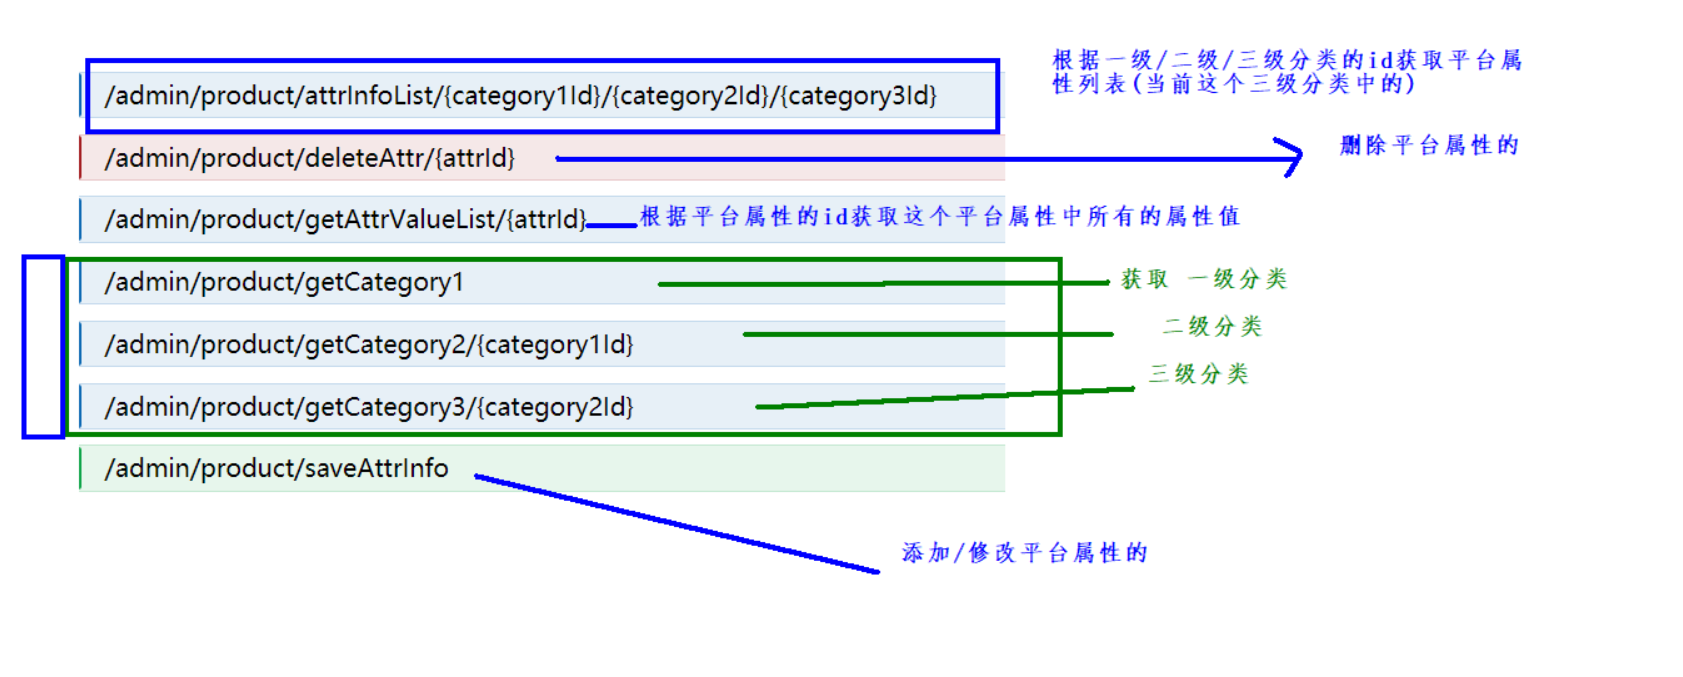 根据一级/二级/三级分类的id获取平台属
性列表(当前这个三级分类中的)
/admin/product/attrInfoList/{category1Id}/{category2Id}/{category3Id}
/admin/product/deleteAttr/{attrId}
删除平台属性的
/admin/product/getAttrValueList/{attrId}
根据平台属性的id获取这个平台属性中所有的属性值
/admin/product/getCategory1
获取 一级分类
/admin/product/getCategory2/{category1Id}
二级分类
/admin/product/getCategory3/{category2Id}
三级分类
/admin/product/saveAttrInfo
添加/修改平台属性的